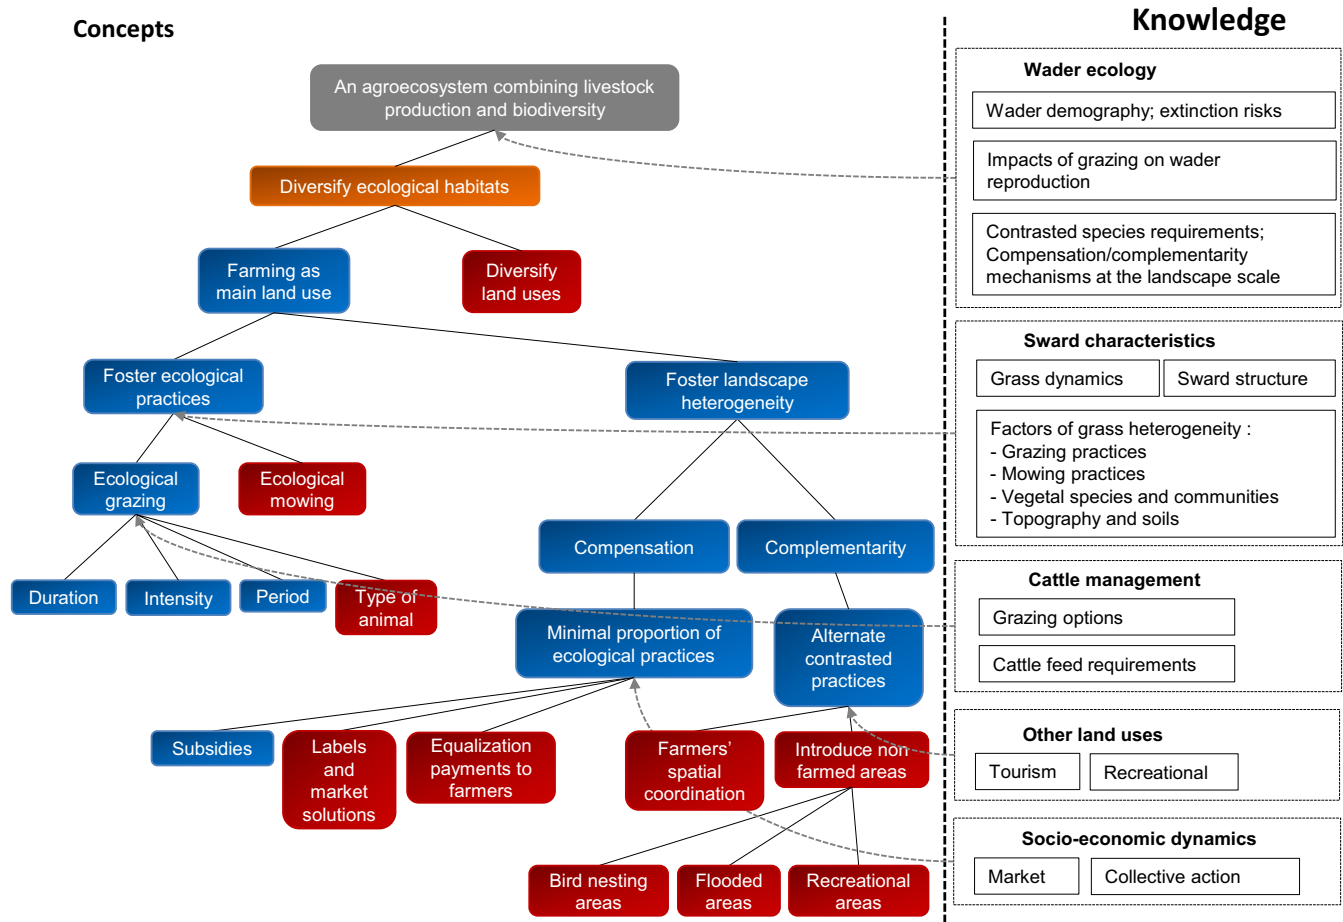 Concepts
An agroecosystem combining livestock
production and biodiversity
Diversify ecological habitats
Farming as
main land use
Diversify
land uses
Foster ecological
practices
Foster landscape
heterogeneity
Ecological
grazing
Ecological
mowing
Compensation
Complementarity
Duration
Intensity
Period
Type of
animal
Minimal proportion of
ecological practices
Alternate
contrasted
practices
Subsidies
Labels
and
market
solutions
Equalization
payments to
farmers
Farmers’
spatial
coordination
Introduce non
farmed areas
Bird nesting
areas
Flooded
areas
Recreational
areas
Knowledge
Wader ecology
Wader demography; extinction risks
Impacts of grazing on wader
reproduction
Contrasted species requirements;
Compensation/complementarity
mechanisms at the landscape scale
Sward characteristics
Grass dynamics
Sward structure
Factors of grass heterogeneity :
- Grazing practices
- Mowing practices
- Vegetal species and communities
- Topography and soils
Cattle management
Grazing options
Cattle feed requirements
Other land uses
Tourism
Recreational
Socio-economic dynamics
Market
Collective action